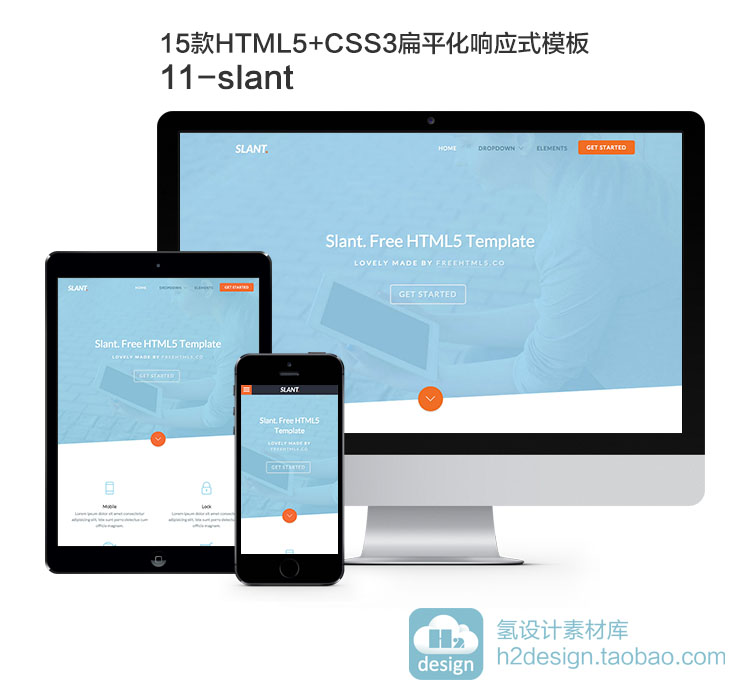 15款HTML5+CSS3扁平化响应式模板
11-slant
SLANT.
HOME
DROPDOWN
ELEMENTS
GET STARTED
Slant. Free HTML5 Template
LOVELY MADE BY FREEHTML5.CO
GET STARTED
SLANT.
HOME
DROPDOWN
ELEMENTS
GET STARTED
Slant. Free HTML5 Template
LOVELY MADE BY FREEHTML5.CO
GET STARTED
Mobile
Lorem ipsum dolor sit amet consectetur
adipisicing elit, iste sunt porro delectus cum
officia magnam.
Lock
Lorem ipsum dolor sit amet consectetur
adipisicing elit, iste sunt porro delectus cum
officia magnam.
SLANT.
Slant. Free HTML5
Template
LOVELY MADE BY
FREEHTML5.CO
GET STARTED
H2
design
氢设计素材库
h2design.taobao.com